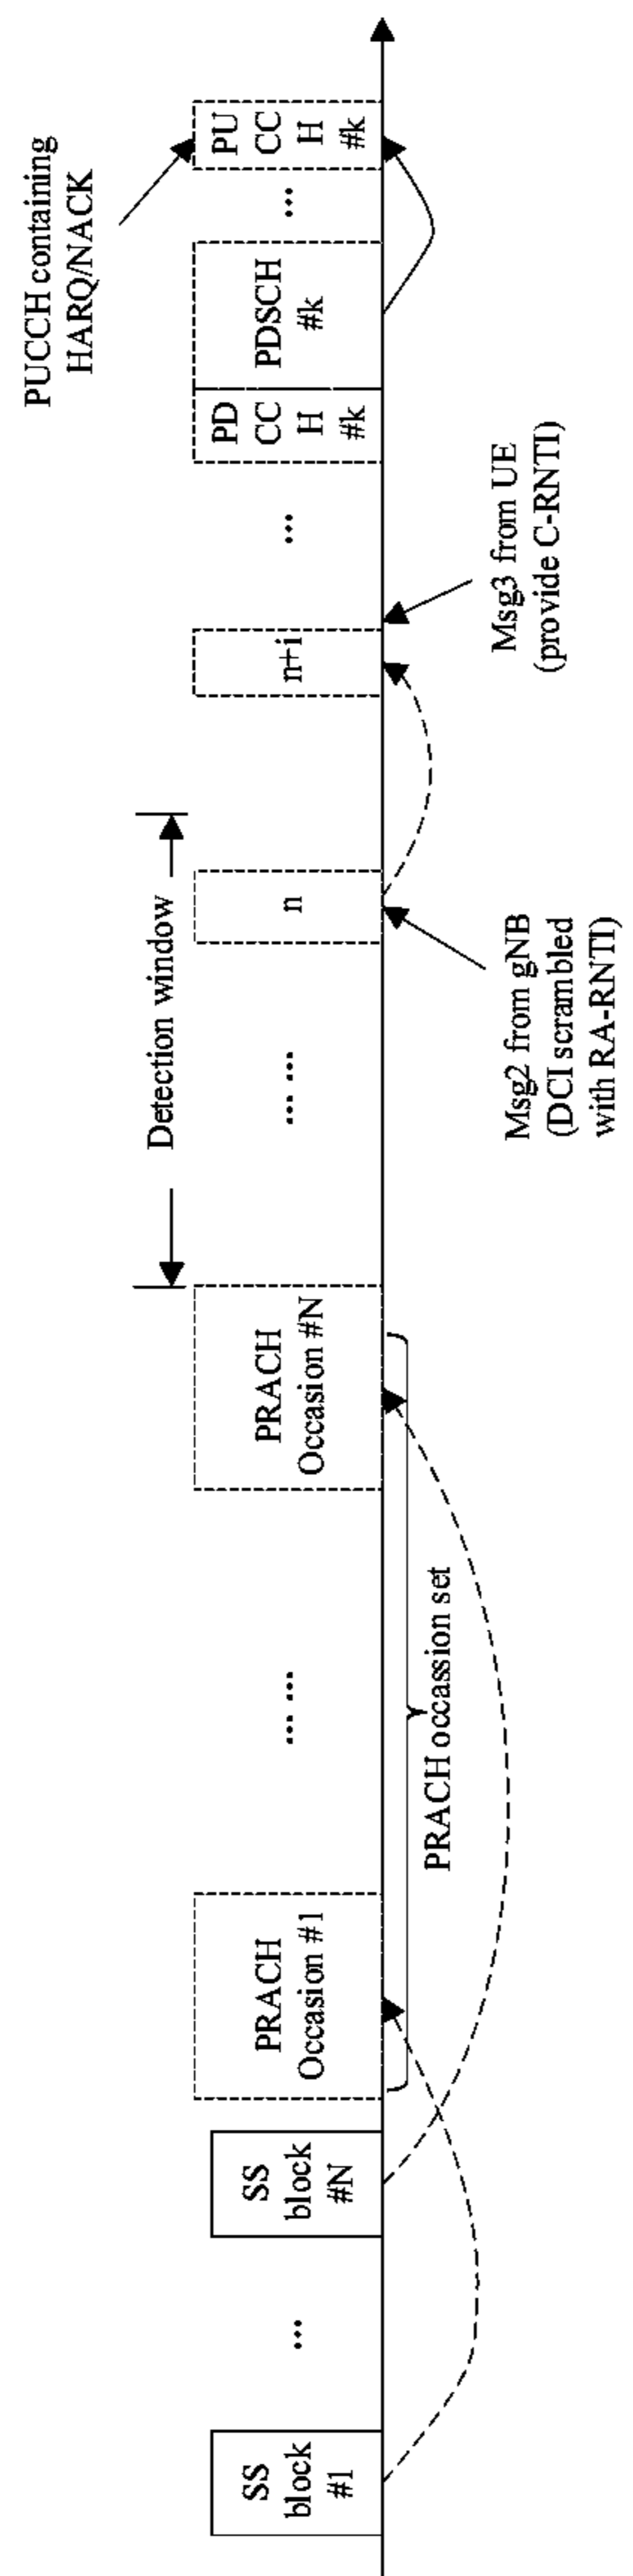 SS
block
#1
...
SS
block
#N
PRACH
Occasion #1
... ...
PRACH
Occasion #N
PRACH occassion set
Detection window
... ...
n
Msg2 from gNB
(DCI scrambled
with RA-RNTI)
n+i
Msg3 from UE
(provide C-RNTI)
...
PD
CC
H
#k
PDSCH
#k
...
PU
CC
H
#k
PUCCH containing
HARQ/NACK